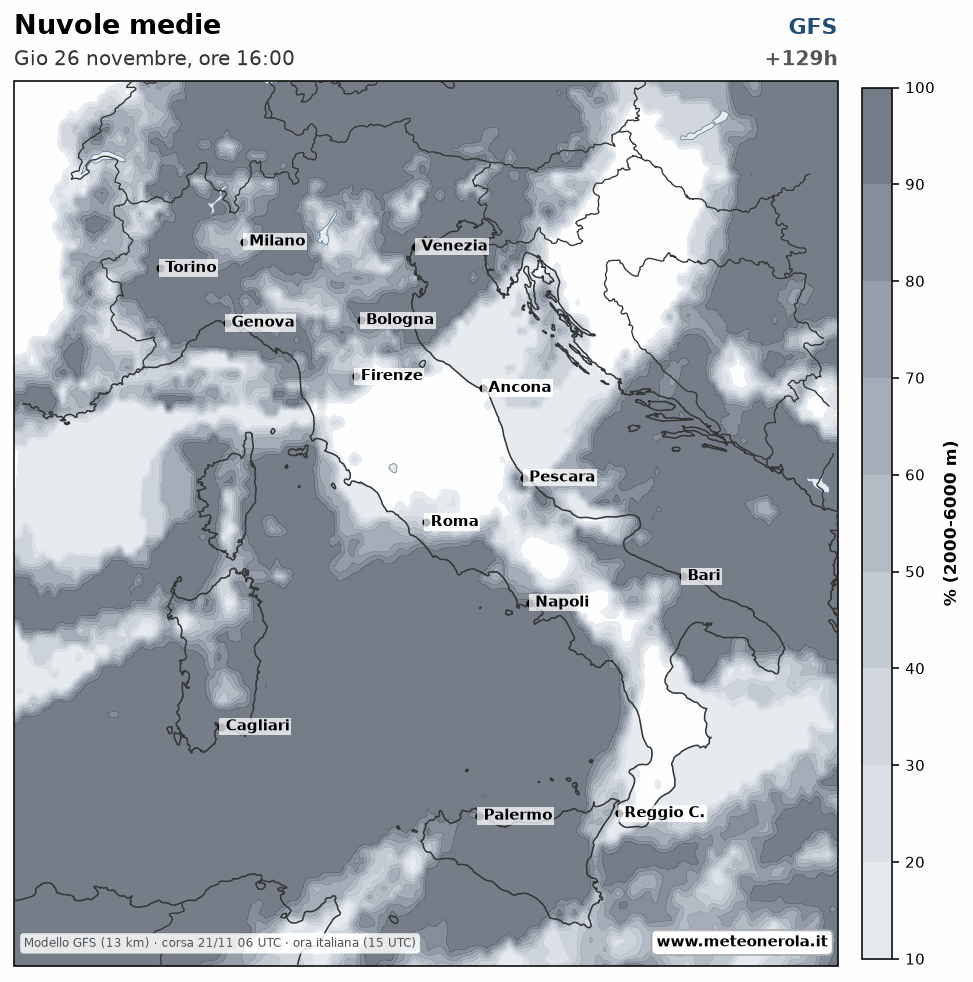 Nuvole medie
GFS
Gio 26 novembre, ore 16:00
+129h
Milano
Venezia
Torino
Genova
Bologna
Firenze
Ancona
Pescara
Roma
Bari
Napoli
Cagliari
Palermo
Reggio C.
Modello GFS (13 km) · corsa 21/11 06 UTC · ora italiana (15 UTC)
www.meteonerola.it
100
90
80
70
60
50
40
30
20
10
% (2000-6000 m)